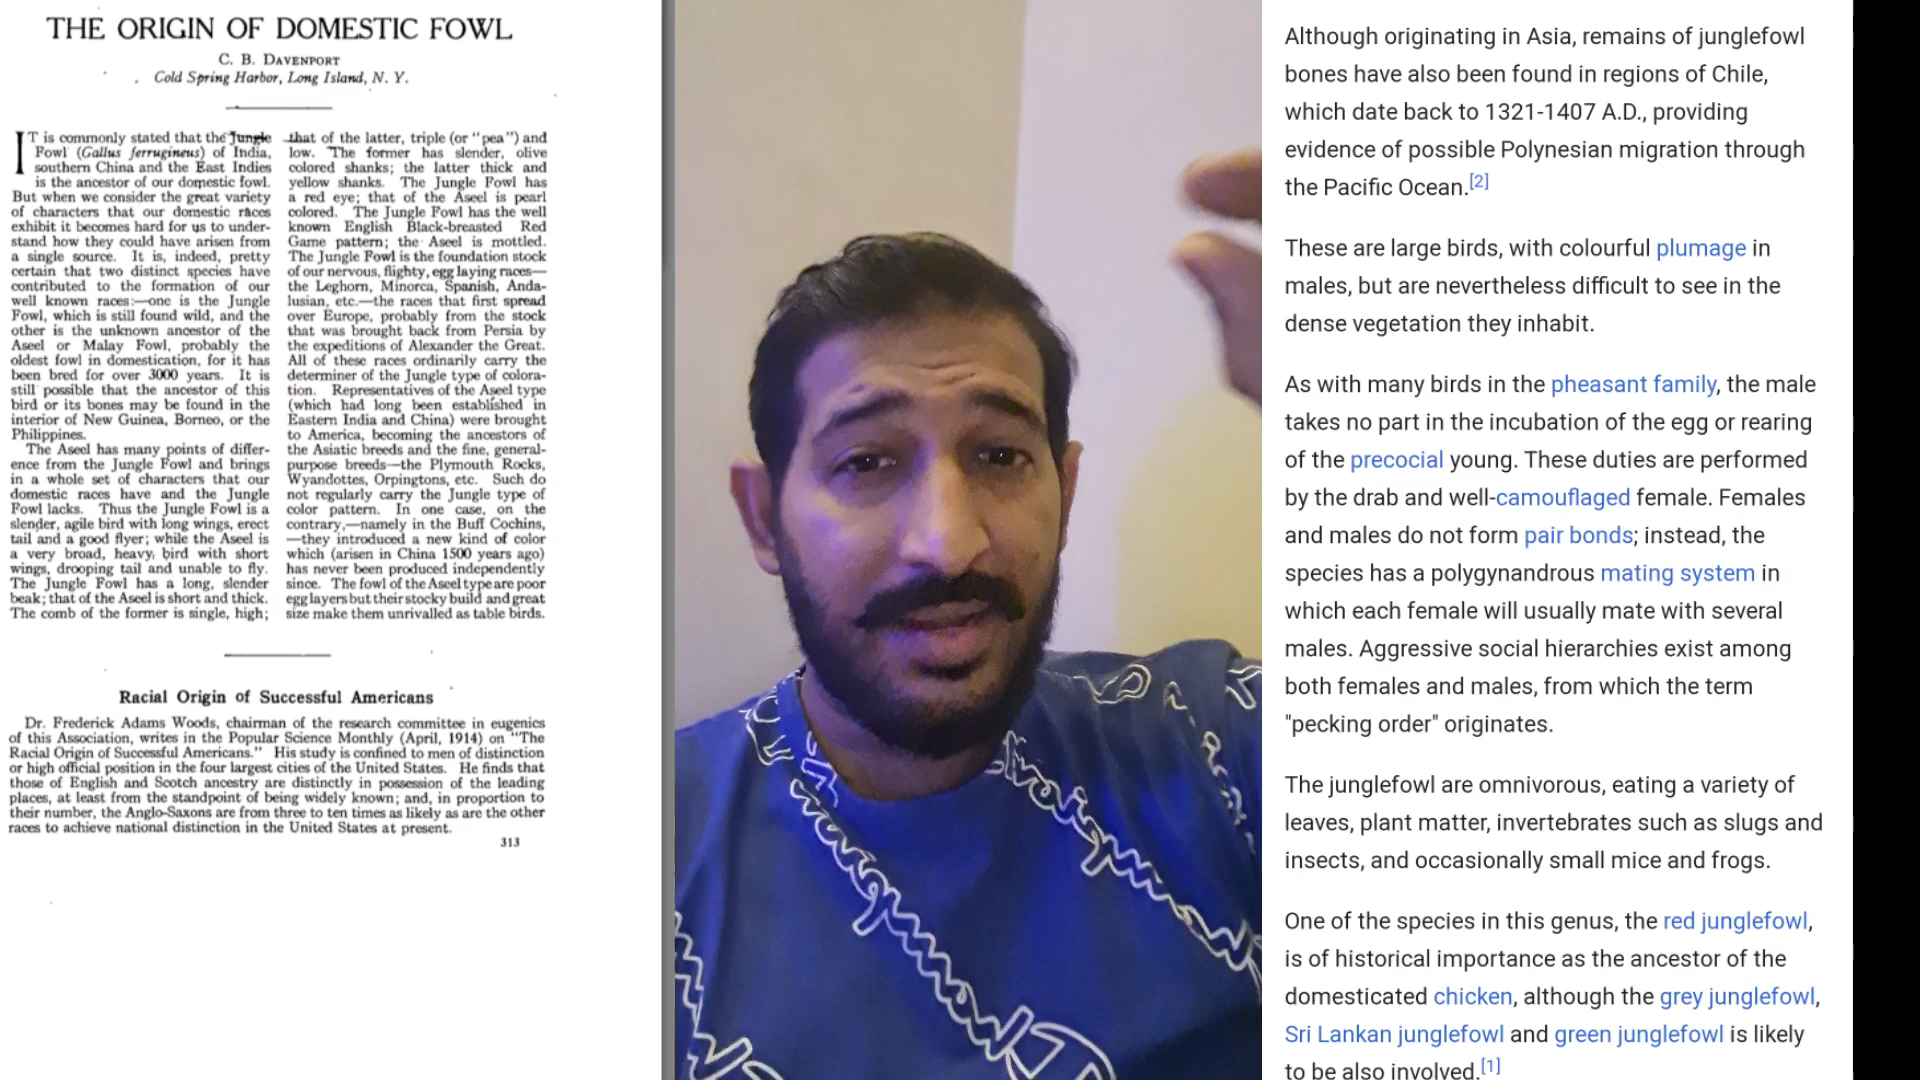 THE ORIGIN OF DOMESTIC FOWL
C. B. DAVENPORT
Cold Spring Harbor, Long Island, N. Y.
IT is commonly stated that the Jungle
Fowl (Gallus ferrugineus) of India,
southern China and the East Indies
is the ancestor of our domestic fowl.
But when we consider the great variety
of characters that our domestic races
exhibit it becomes hard for us to under-
stand how they could have arisen from
a single source. It is, indeed, pretty
certain that two distinct species have
contributed to the formation of our
well known races:—one is the Jungle
Fowl, which is still found wild, and the
other is the unknown ancestor of the
Aseel or Malay Fowl, probably the
oldest fowl in domestication, for it has
been bred for over 3000 years. It is
still possible that the ancestor of this
bird or its bones may be found in the
interior of New Guinea, Borneo, or the
Philippines.
The Aseel has many points of differ-
ence from the Jungle Fowl and brings
in a whole set of characters that our
domestic races have and the Jungle
Fowl lacks. Thus the Jungle Fowl is a
slender, agile bird with long wings, erect
tail and a good flyer; while the Aseel is
a very broad, heavy, bird with short
wings, drooping tail and unable to fly.
The Jungle Fowl has a long, slender
beak; that of the Aseel is short and thick.
The comb of the former is single, high;
that of the latter, triple (or "pea") and
low. The former has slender, olive
colored shanks; the latter thick and
yellow shanks. The Jungle Fowl has
a red eye; that of the Aseel is pearl
colored. The Jungle Fowl has the well
known English Black-breasted Red
Game pattern; the Aseel is mottled.
The Jungle Fowl is the foundation stock
of our nervous, flighty, egg laying races—
the Leghorn, Minorca, Spanish, Anda-
lusian, etc.—the races that first spread
over Europe, probably from the stock
that was brought back from Persia by
the expeditions of Alexander the Great.
All of these races ordinarily carry the
determiner of the Jungle type of colora-
tion. Representatives of the Aseel type
(which had long been established in
Eastern India and China) were brought
to America, becoming the ancestors of
the Asiatic breeds and the fine, general-
purpose breeds—the Plymouth Rocks,
Wyandottes, Orpingtons, etc. Such do
not regularly carry the Jungle type of
color pattern. In one case, on the
contrary,—namely in the Buff Cochins,
—they introduced a new kind of color
which (arisen in China 1500 years ago)
has never been produced independently
since. The fowl of the Aseel type are poor
egg layers but their stocky build and great
size make them unrivalled as table birds.
Racial Origin of Successful Americans
Dr. Frederick Adams Woods, chairman of the research committee in eugenics
of this Association, writes in the Popular Science Monthly (April, 1914) on "The
Racial Origin of Successful Americans." His study is confined to men of distinction
or high official position in the four largest cities of the United States. He finds that
those of English and Scotch ancestry are distinctly in possession of the leading
places, at least from the standpoint of being widely known; and, in proportion to
their number, the Anglo-Saxons are from three to ten times as likely as are the other
races to achieve national distinction in the United States at present.
313
Although originating in Asia, remains of junglefowl
bones have also been found in regions of Chile,
which date back to 1321-1407 A.D., providing
evidence of possible Polynesian migration through
the Pacific Ocean.[2]
These are large birds, with colourful plumage in
males, but are nevertheless difficult to see in the
dense vegetation they inhabit.
As with many birds in the pheasant family, the male
takes no part in the incubation of the egg or rearing
of the precocial young. These duties are performed
by the drab and well-camouflaged female. Females
and males do not form pair bonds; instead, the
species has a polygynandrous mating system in
which each female will usually mate with several
males. Aggressive social hierarchies exist among
both females and males, from which the term
"pecking order" originates.
The junglefowl are omnivorous, eating a variety of
leaves, plant matter, invertebrates such as slugs and
insects, and occasionally small mice and frogs.
One of the species in this genus, the red junglefowl,
is of historical importance as the ancestor of the
domesticated chicken, although the grey junglefowl,
Sri Lankan junglefowl and green junglefowl is likely
to be also involved.[1]